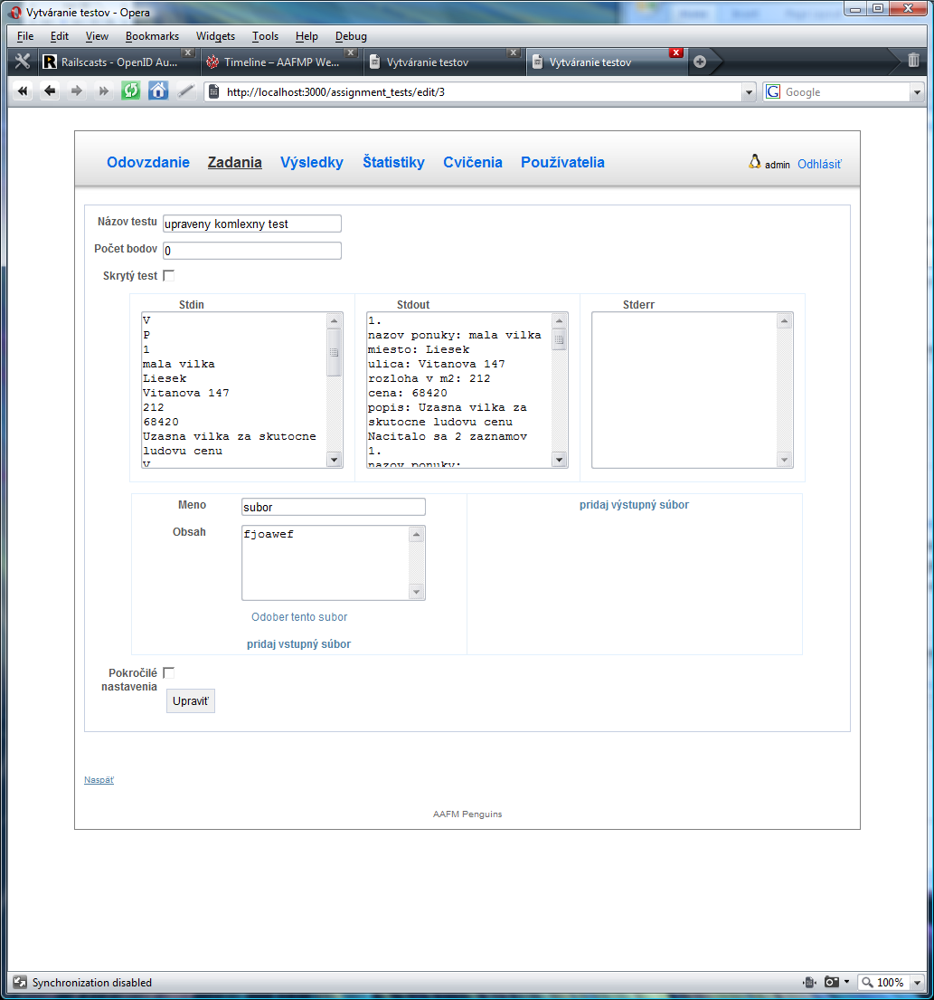 Vytváranie testov - Opera
File Edit View Bookmarks Widgets Tools Help Debug
Railscasts - OpenID Au... Timeline – AAFMP We... Vytváranie testov Vytváranie testov
http://localhost:3000/assignment_tests/edit/3 Google
Odovzdanie Zadania Výsledky Štatistiky Cvičenia Používatelia admin Odhlásiť
Názov testu upraveny komlexny test
Počet bodov 0
Skrytý test
Stdin
V
P
1
mala vilka
Liesek
Vitanova 147
212
68420
Uzasna vilka za skutocne
ludovu cenu
V
Stdout
1.
nazov ponuky: mala vilka
miesto: Liesek
ulica: Vitanova 147
rozloha v m2: 212
cena: 68420
popis: Uzasna vilka za
skutocne ludovu cenu
Nacitalo sa 2 zaznamov
1.
nazov ponuky:
Stderr
Meno subor
Obsah fjoawef
Odober tento subor
pridaj vstupný súbor
pridaj výstupný súbor
Pokročilé
nastavenia
Upraviť
Naspäť
AAFM Penguins
Synchronization disabled 100%